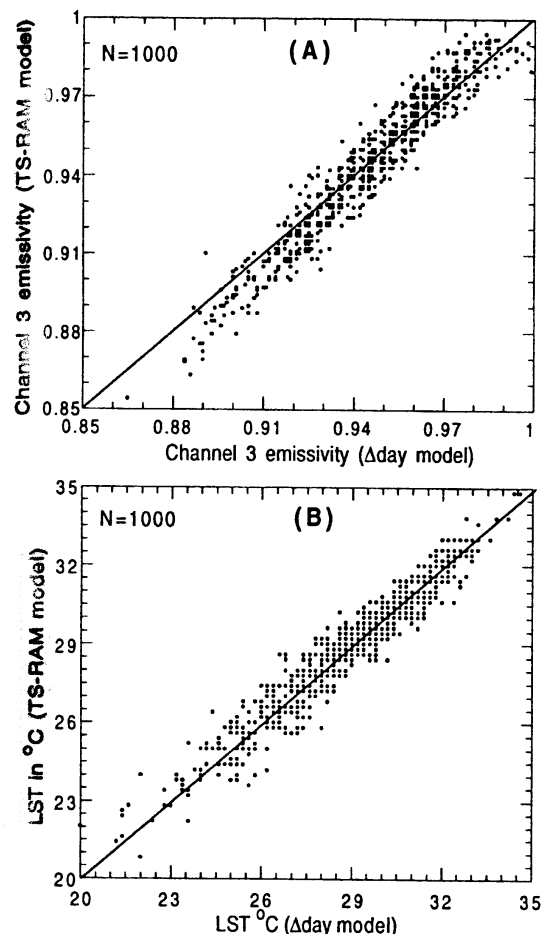 1
N=1000
(A)
0.97
0.94
0.91
0.88
0.85
Channel 3 emissivity (TS-RAM model)
0.85 0.88 0.91 0.94 0.97 1
Channel 3 emissivity (Δday model)
35
N=1000
(B)
32
29
26
23
20
LST in ⁰C (TS-RAM model)
20 23 26 29 32 35
LST ⁰C (Δday model)